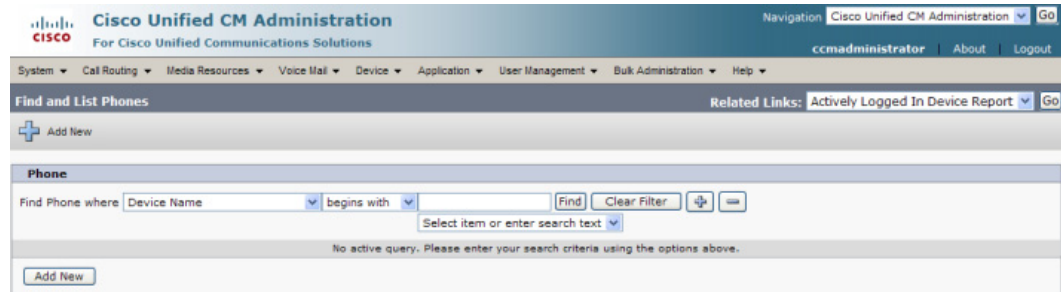 Cisco Unified CM Administration
For Cisco Unified Communications Solutions
CISCO
Navigation Cisco Unified CM Administration Go
ccmadministrator | About | Logout
System Call Routing Media Resources Voice Mail Device Application User Management Bulk Administration Help
Find and List Phones
Related Links: Actively Logged In Device Report Go
Add New
Phone
Find Phone where Device Name begins with Find Clear Filter
Select item or enter search text
No active query. Please enter your search criteria using the options above.
Add New